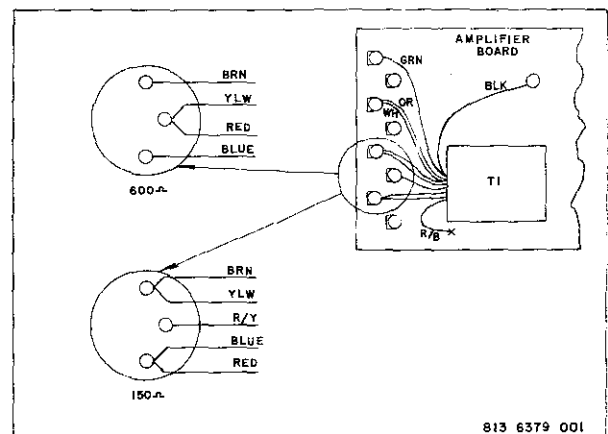 BRN
YLW
RED
BLUE
600Ω
BRN
YLW
R/Y
BLUE
RED
150Ω
AMPLIFIER
BOARD
GRN
BLK
OR
WH
T1
R/B
813 6379 001